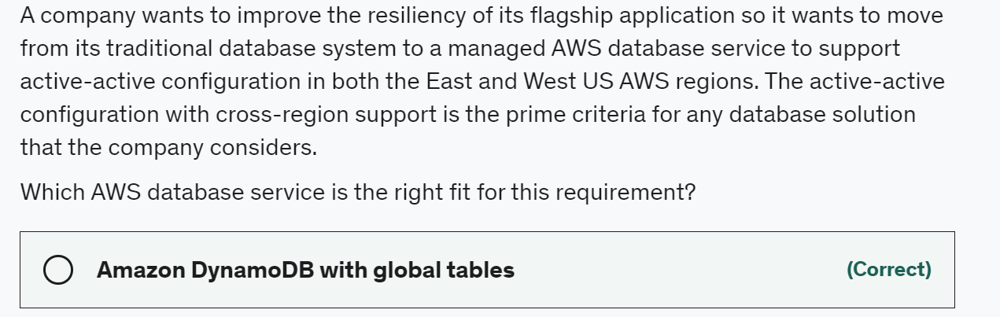 A company wants to improve the resiliency of its flagship application so it wants to move
from its traditional database system to a managed AWS database service to support
active-active configuration in both the East and West US AWS regions. The active-active
configuration with cross-region support is the prime criteria for any database solution
that the company considers.
Which AWS database service is the right fit for this requirement?
Amazon DynamoDB with global tables (Correct)